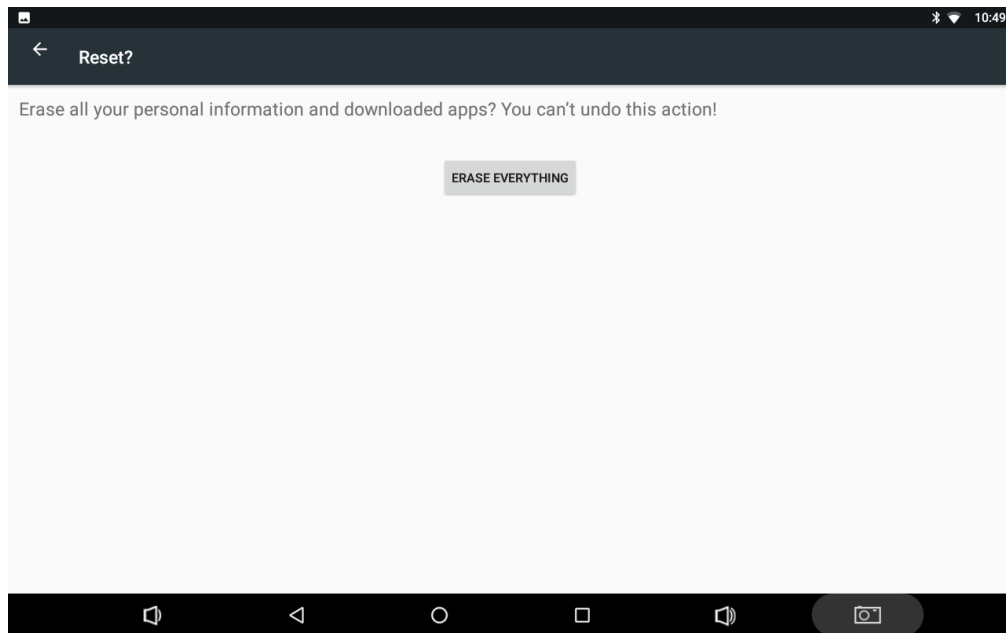 10:49
Reset?
Erase all your personal information and downloaded apps? You can't undo this action!
ERASE EVERYTHING